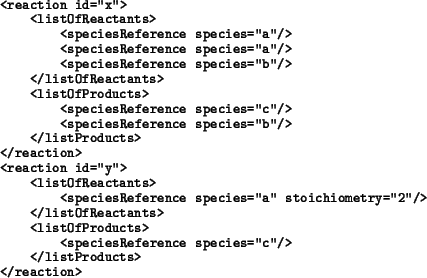 <reaction id="x">
    <listOfReactants>
        <speciesReference species="a"/>
        <speciesReference species="a"/>
        <speciesReference species="b"/>
    </listOfReactants>
    <listOfProducts>
        <speciesReference species="c"/>
        <speciesReference species="b"/>
    </listProducts>
</reaction>
<reaction id="y">
    <listOfReactants>
        <speciesReference species="a" stoichiometry="2"/>
    </listOfReactants>
    <listOfProducts>
        <speciesReference species="c"/>
    </listProducts>
</reaction>